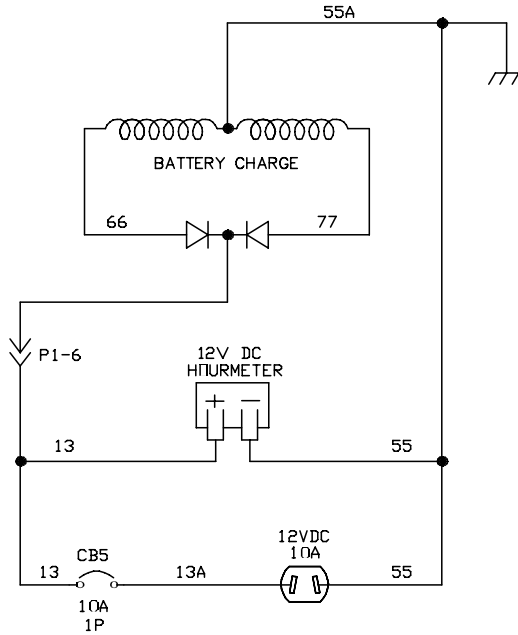 55A
BATTERY CHARGE
66
77
P1-6
12V DC
HOURMETER
+ −
13
55
12VDC
10A
CB5
13
13A
55
10A
1P